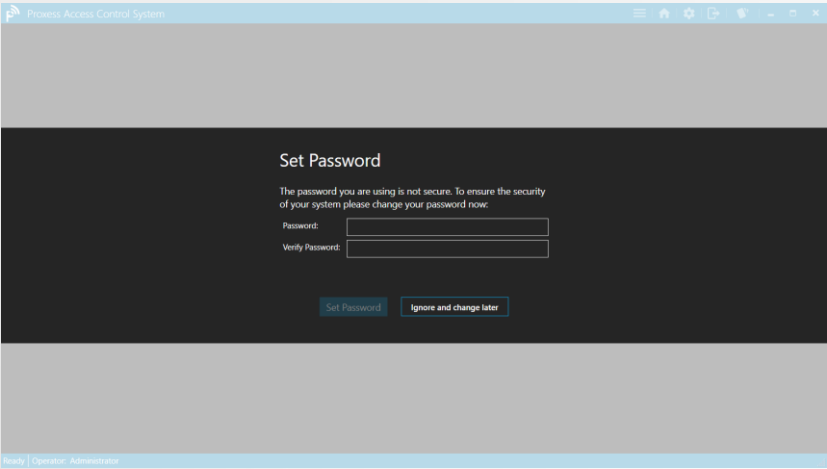 Proxess Access Control System
Set Password
The password you are using is not secure. To ensure the security
of your system please change your password now:
Password:
Verify Password:
Set Password Ignore and change later
Ready Operator: Administrator